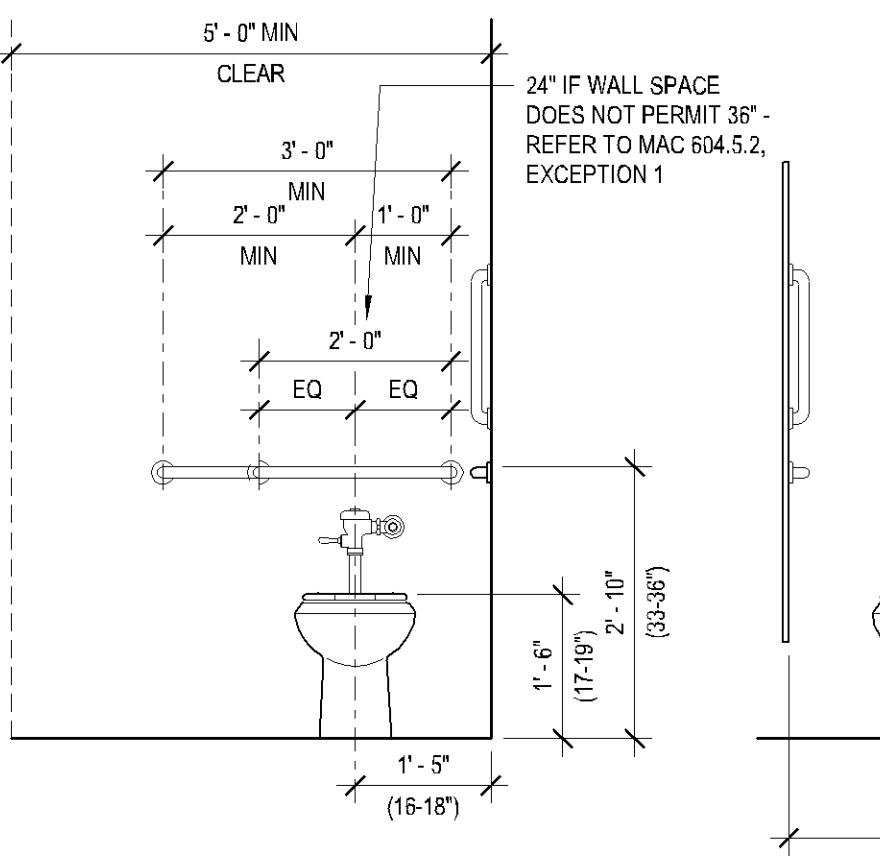 5' - 0" MIN
CLEAR
24" IF WALL SPACE
DOES NOT PERMIT 36" -
REFER TO MAC 604.5.2,
EXCEPTION 1
3' - 0"
MIN
2' - 0"
1' - 0"
MIN
MIN
2' - 0"
EQ
EQ
1' - 6"
(17-19")
2' - 10"
(33-36")
1' - 5"
(16-18")